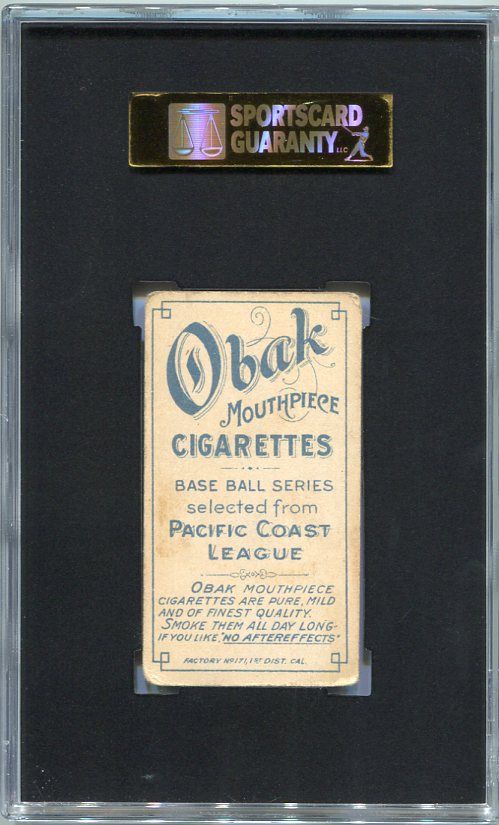 SPORTSCARD
GUARANTY LLC
Obak
MOUTHPIECE
CIGARETTES
BASE BALL SERIES
selected from
PACIFIC COAST
LEAGUE
OBAK MOUTHPIECE
CIGARETTES ARE PURE, MILD
AND OF FINEST QUALITY.
SMOKE THEM ALL DAY LONG-
IF YOU LIKE, "NO AFTEREFFECTS"
FACTORY NO 171, 1ST DIST. CAL.